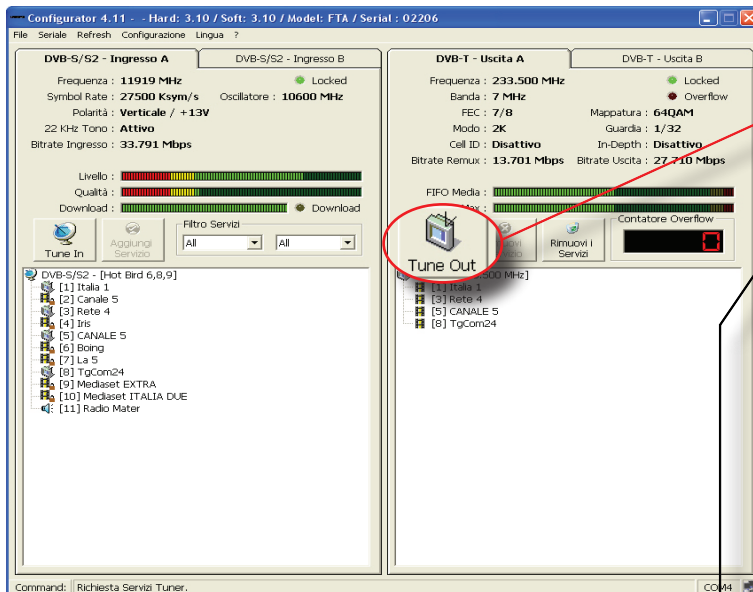 Configurator 4.11 - - Hard: 3.10 / Soft: 3.10 / Model: FTA / Serial : 02206
File Seriale Refresh Configurazione Lingua ?
DVB-S/S2 - Ingresso A
DVB-S/S2 - Ingresso B
Frequenza : 11919 MHz
Locked
Symbol Rate : 27500 Ksym/s
Oscillatore : 10600 MHz
Polarità : Verticale / +13V
22 KHz Tono : Attivo
Bitrate Ingresso : 33.791 Mbps
Livello :
Qualità :
Download :
Download
Tune In
Aggiungi
Servizio
Filtro Servizi
All
All
DVB-S/S2 - [Hot Bird 6,8,9]
[1] Italia 1
[2] Canale 5
[3] Rete 4
[4] Iris
[5] CANALE 5
[6] Boing
[7] La 5
[8] TgCom24
[9] Mediaset EXTRA
[10] Mediaset ITALIA DUE
[11] Radio Mater
DVB-T - Uscita A
DVB-T - Uscita B
Frequenza : 233.500 MHz
Locked
Banda : 7 MHz
Overflow
FEC : 7/8
Mappatura : 64QAM
Modo : 2K
Guardia : 1/32
Cell ID : Disattivo
In-Depth : Disattivo
Bitrate Remux : 13.701 Mbps
Bitrate Uscita : 27.710 Mbps
FIFO Media :
Max :
Tune Out
Rimuovi i
Servizi
Contatore Overflow
0
MHz]
[1] Italia 1
[3] Rete 4
[5] CANALE 5
[8] TgCom24
Command: Richiesta Servizi Tuner.
COM4